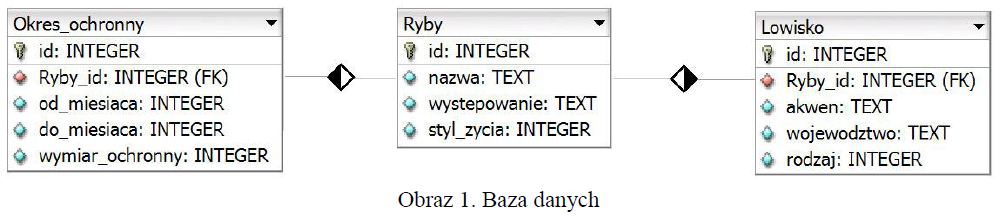 Okres_ochronny
id: INTEGER
Ryby_id: INTEGER (FK)
od_miesiaca: INTEGER
do_miesiaca: INTEGER
wymiar_ochronny: INTEGER
Ryby
id: INTEGER
nazwa: TEXT
wystepowanie: TEXT
styl_zycia: INTEGER
Lowisko
id: INTEGER
Ryby_id: INTEGER (FK)
akwen: TEXT
wojewodztwo: TEXT
rodzaj: INTEGER
Obraz 1. Baza danych